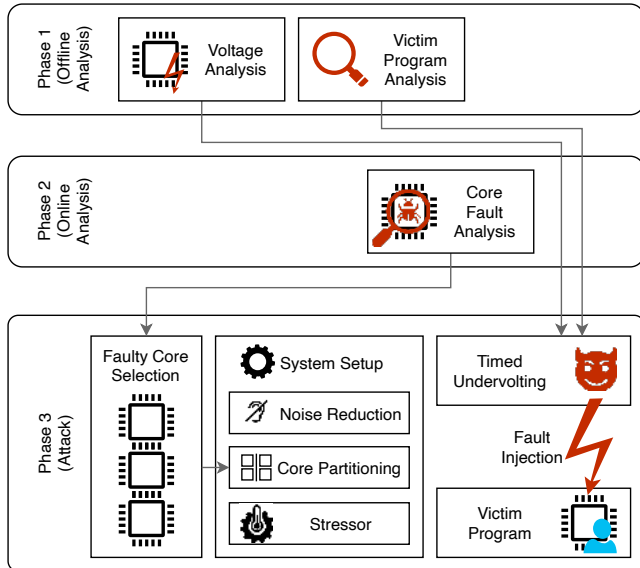 Phase 1
(Offline
Analysis)
Voltage
Analysis
Victim
Program
Analysis
Phase 2
(Online
Analysis)
Core
Fault
Analysis
Phase 3
(Attack)
Faulty Core
Selection
System Setup
Noise Reduction
Core Partitioning
Stressor
Timed
Undervolting
Fault
Injection
Victim
Program